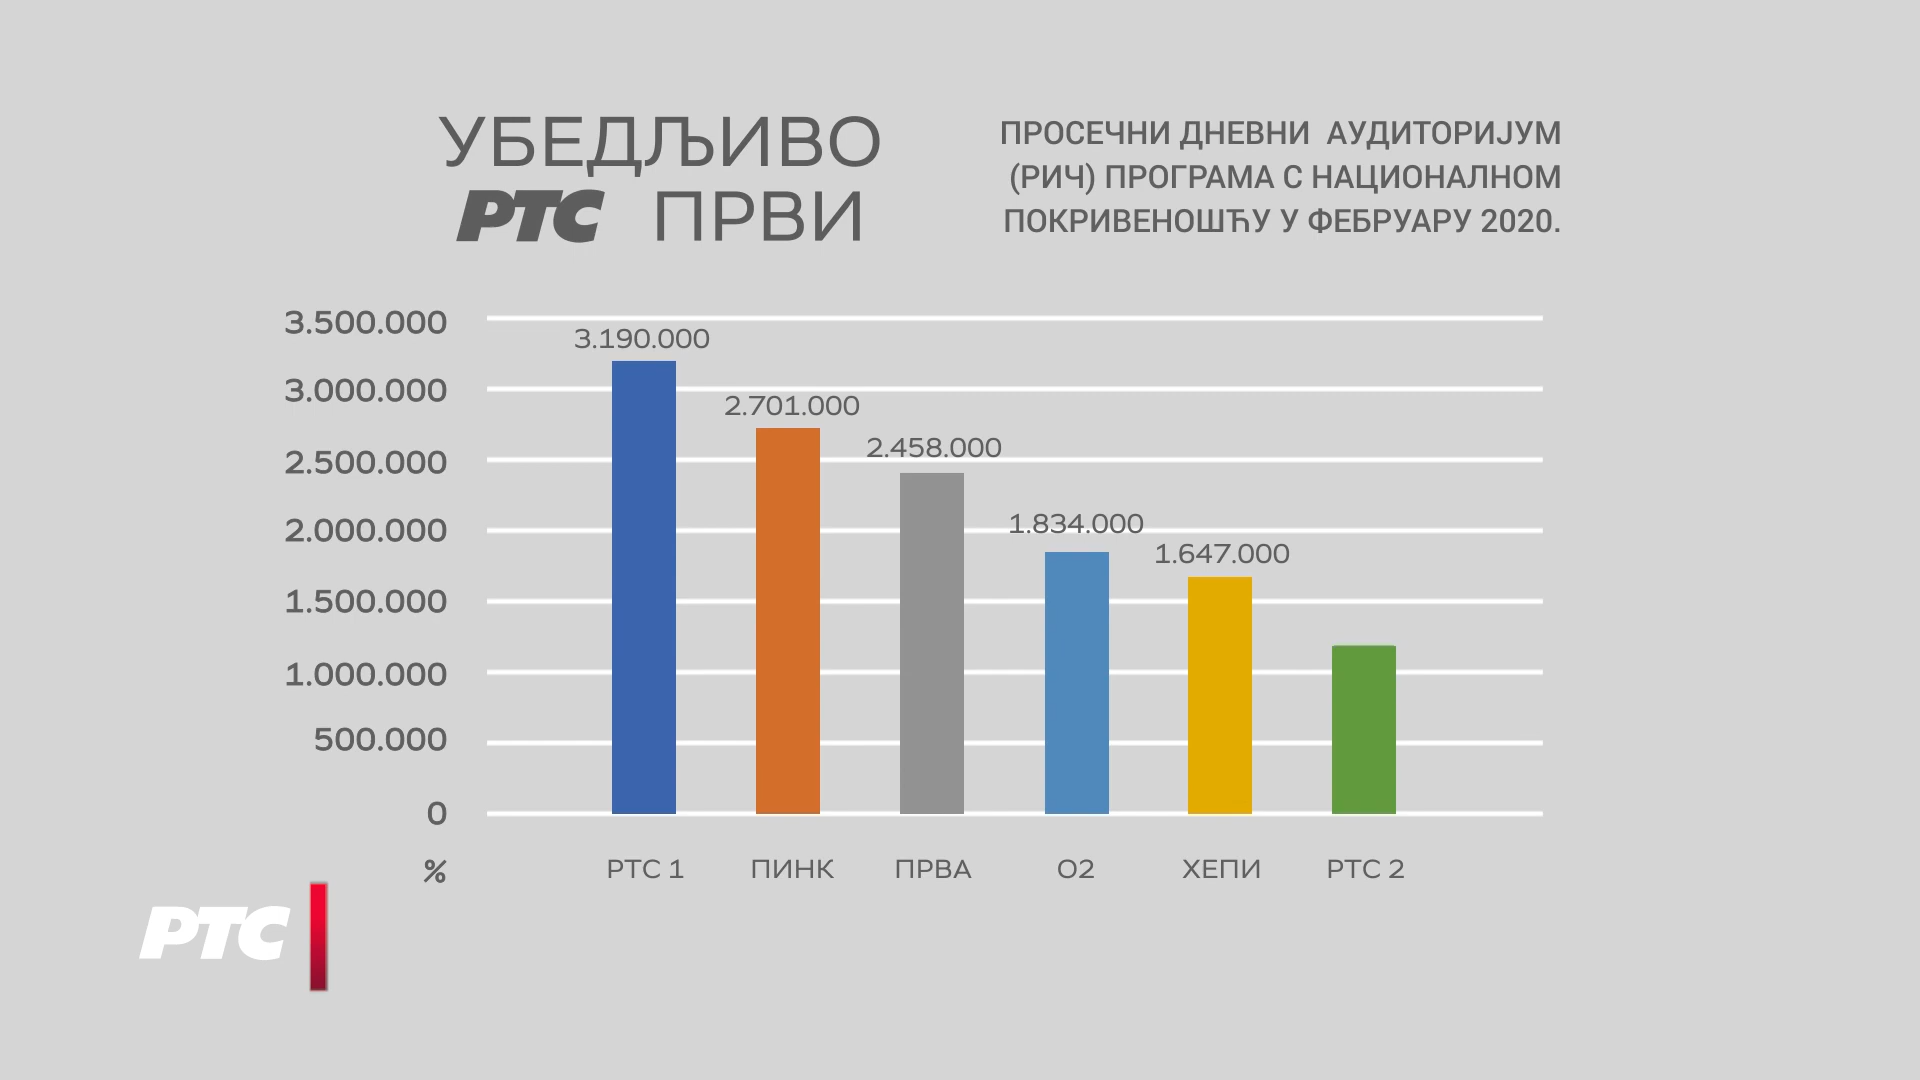 УБЕДЉИВО
РТС ПРВИ
ПРОСЕЧНИ ДНЕВНИ АУДИТОРИЈУМ
(РИЧ) ПРОГРАМА С НАЦИОНАЛНОМ
ПОКРИВЕНОШЋУ У ФЕБРУАРУ 2020.
3.500.000
3.000.000
2.500.000
2.000.000
1.500.000
1.000.000
500.000
0
%
3.190.000
2.701.000
2.458.000
1.834.000
1.647.000
РТС 1 ПИНК ПРВА О2 ХЕПИ РТС 2
РТС